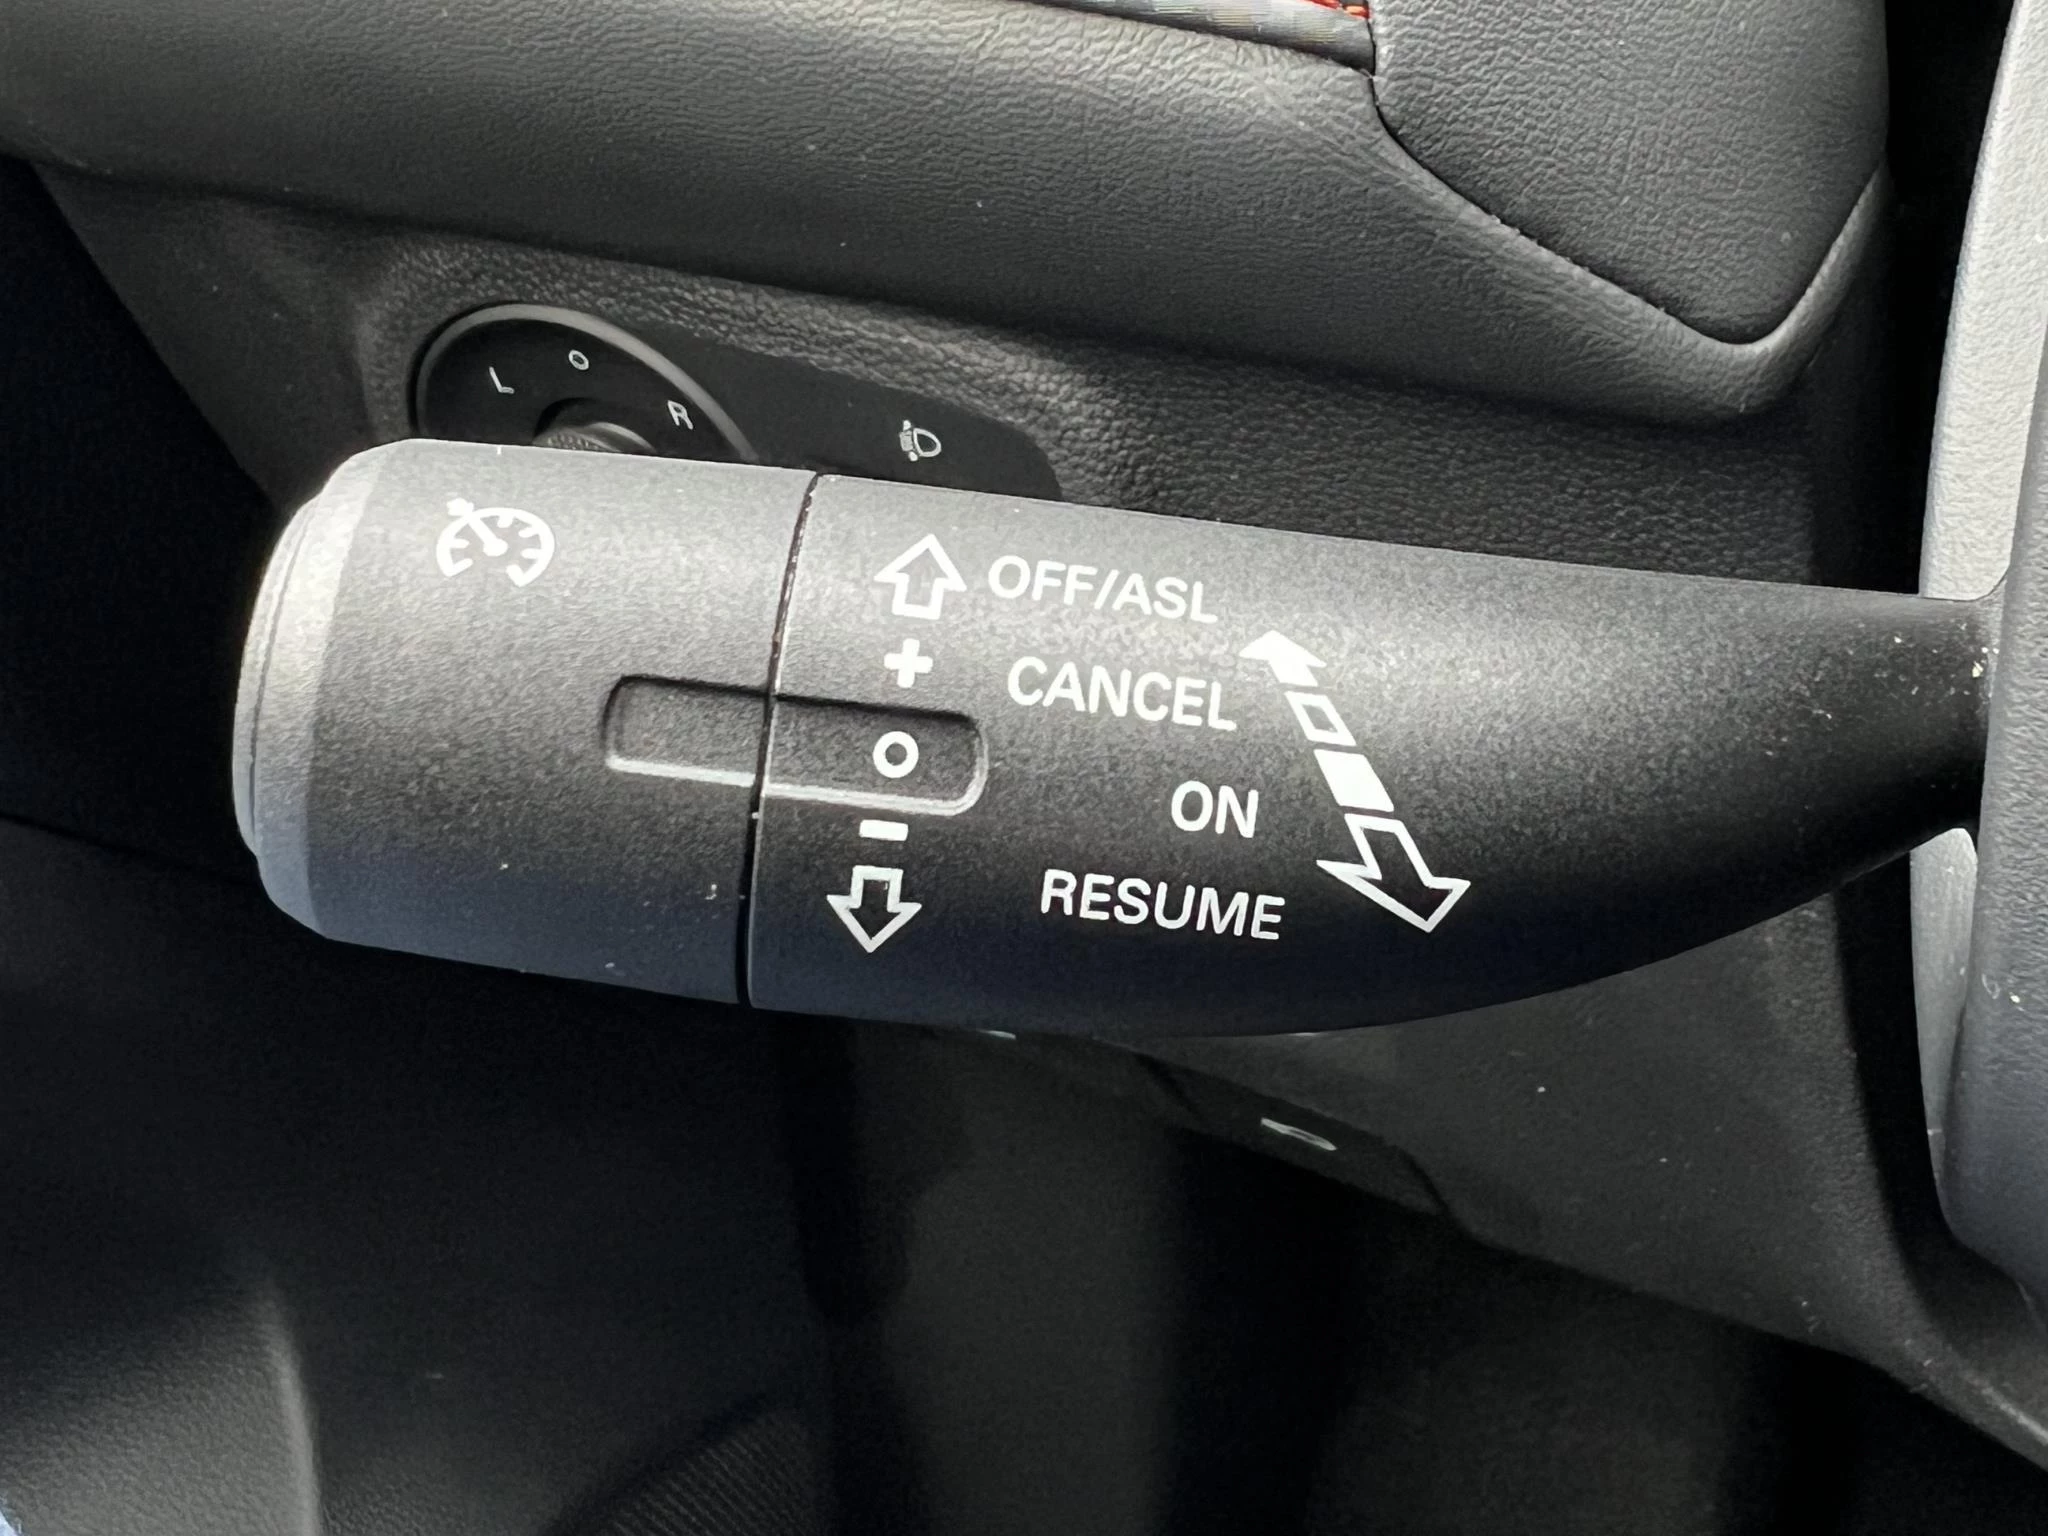 L O R
OFF/ASL
+ CANCEL
O
ON
-
RESUME